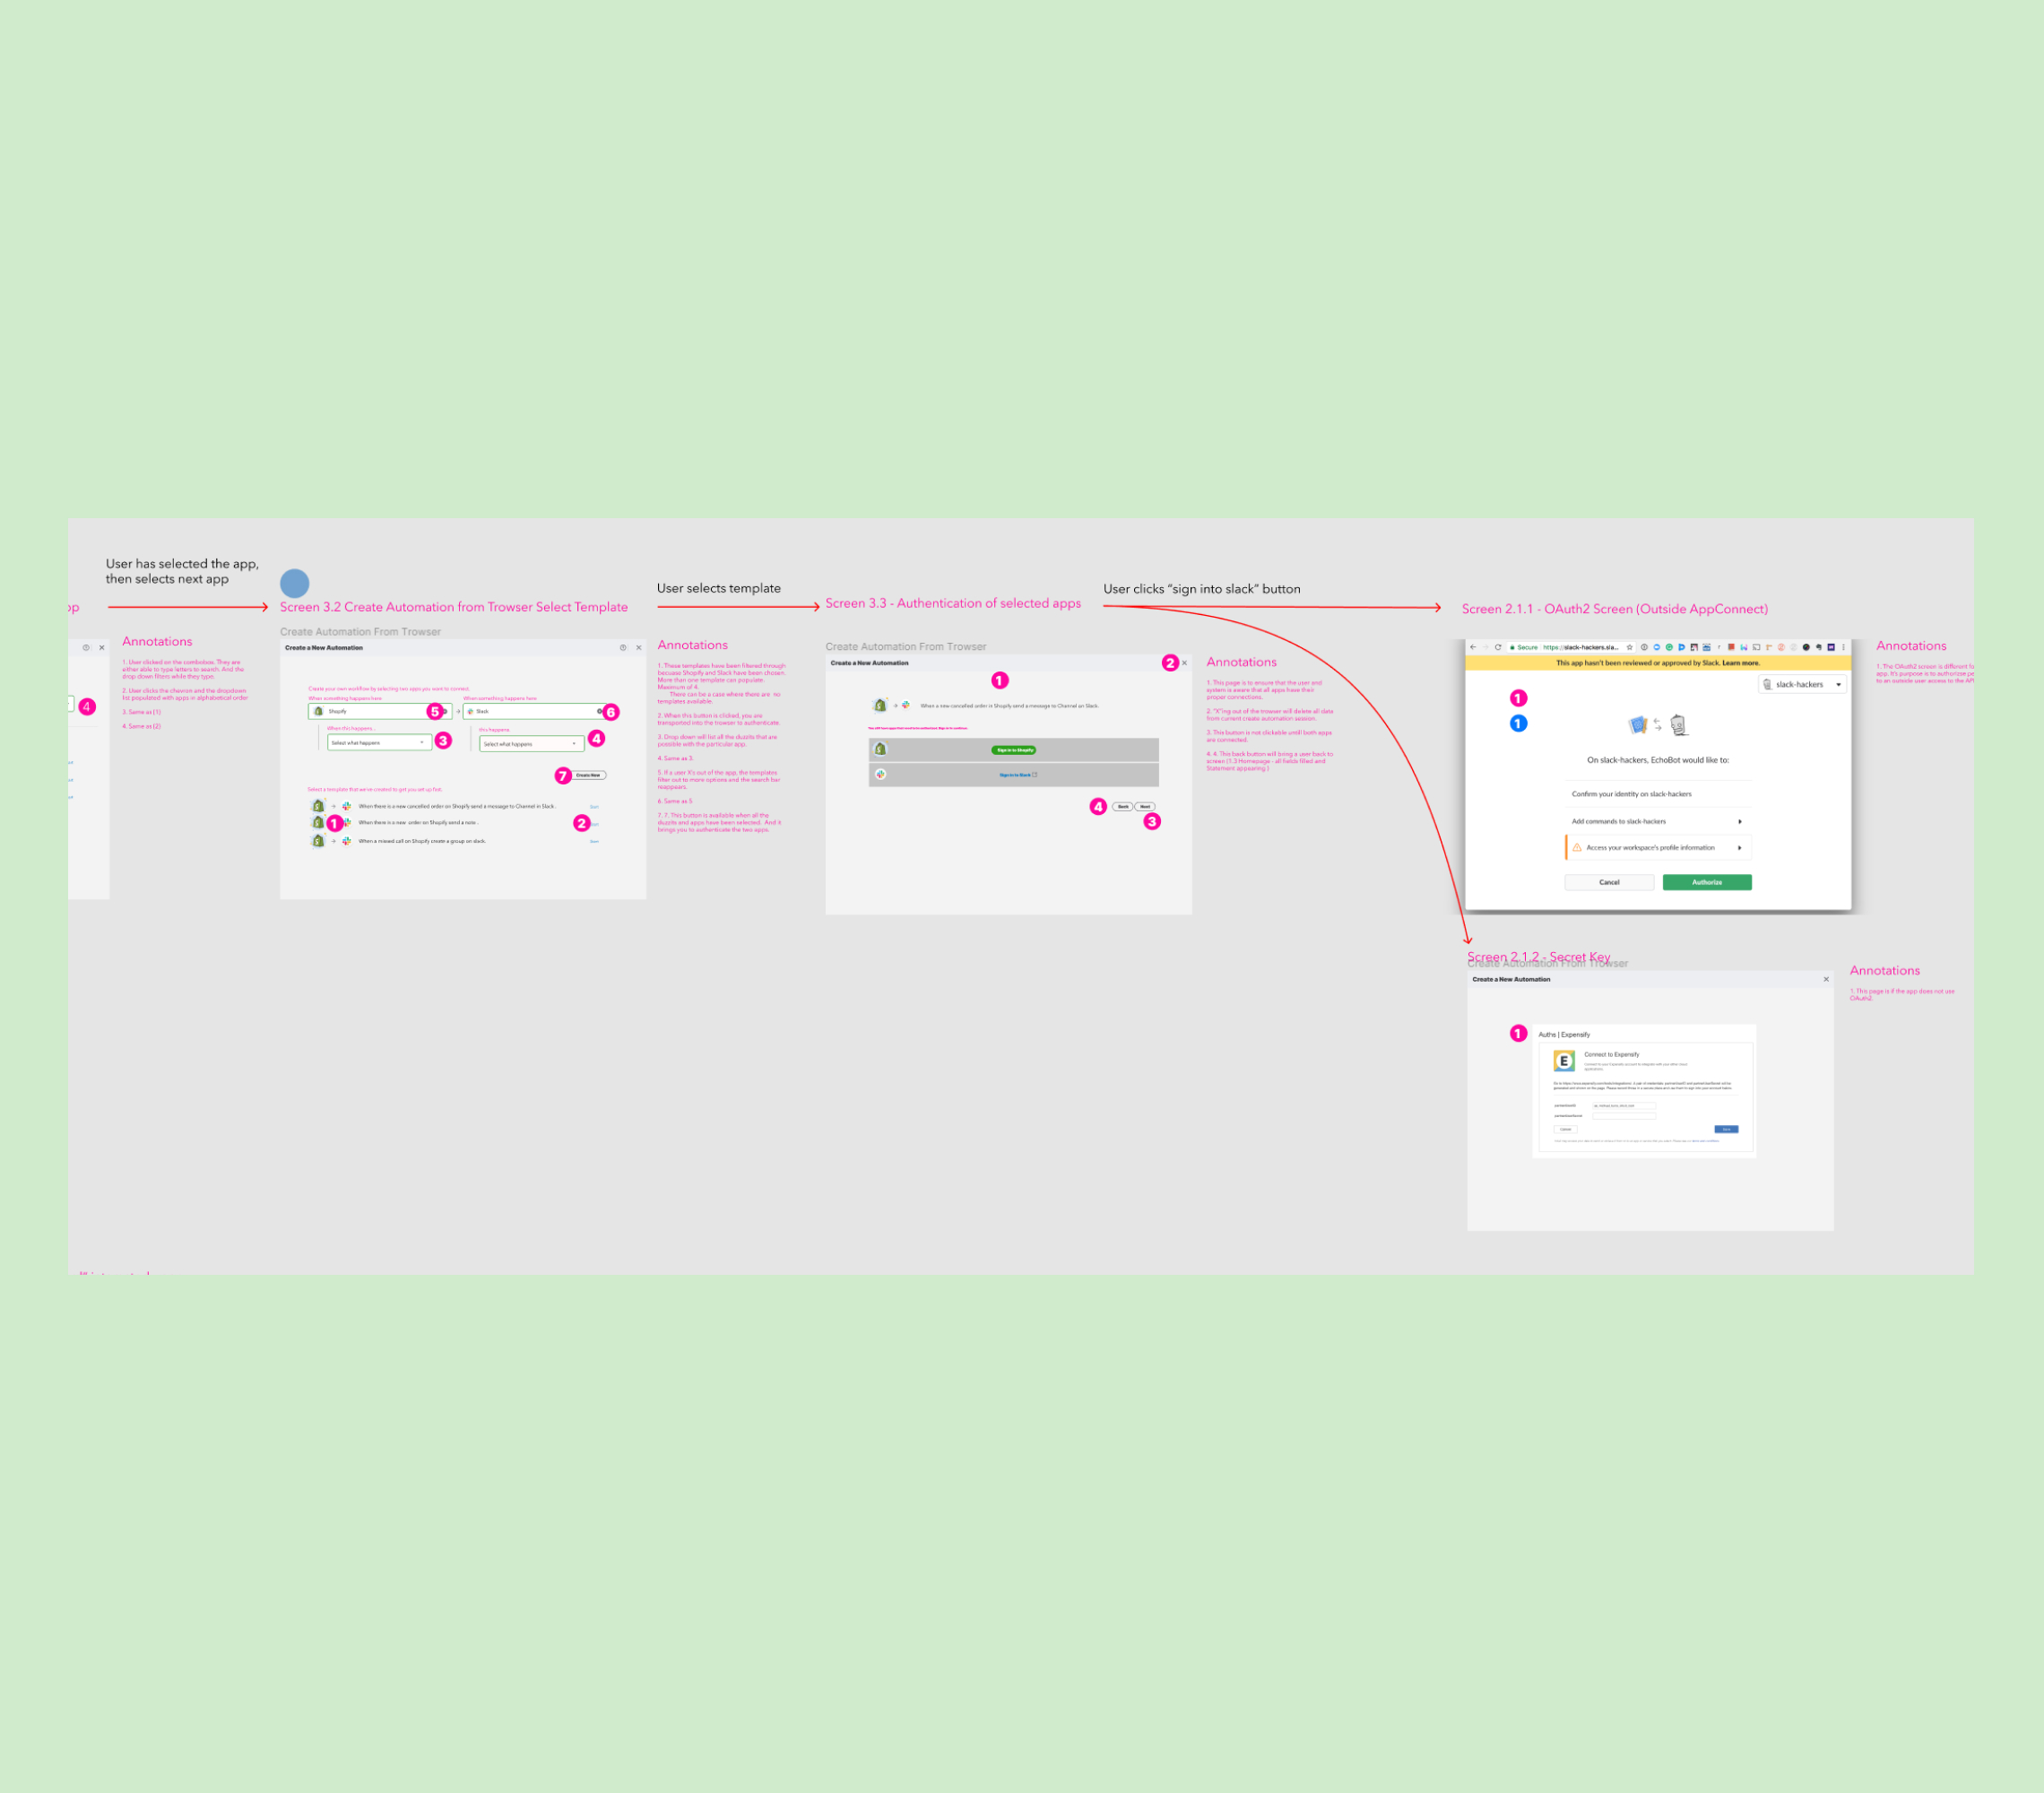 User has selected the app,
then selects next app
op
Annotations
1. User clicked on the combobox. They are
either able to type letters to search. And the
drop down filters while they type.
2. User clicks the chevron and the dropdown
list populated with apps in alphabetical order
3. Same as (1)
4. Same as (2)
4
Screen 3.2 Create Automation from Trowser Select Template
Create Automation From Trowser
Create a New Automation
Create your own workflow by selecting two apps you want to connect
When something happens here
When something happens here
Shopify
5
Slack
6
When this happens...
this happens
Select what happens
3
Select what happens
4
7
Create New
Select a template that we've created to get you set up fast.
When there is a new cancelled order on Shopify send a message to Channel in Slack.
Start
1
When there is a new order on Shopify send a note..
2
When a missed call on Shopify create a group on slack.
Start
User selects template
Annotations
1. These templates have been filtered through
because Shopify and Slack have been chosen.
More than one template can populate.
Maximum of 4.
There can be a case where there are no
templates available.
2. When this button is clicked, you are
transported into the browser to authenticate.
3. Drop down will list all the duzzits that are
possible with the particular app.
4. Same as 3.
5. If a user X's out of the app, the templates
filter out to more options and the search bar
reappears.
6. Same as 5
7. 7. This button is available when all the
duzzits and apps have been selected. And it
brings you to authenticate the two apps.
Screen 3.3 - Authentication of selected apps
Create Automation From Trowser
Create a New Automation
2
1
When a new cancelled order in Shopify send a message to Channel on Slack.
Sign in to Shopify
Sign in to Slack
4
Back
Next
3
User clicks “sign into slack” button
Annotations
1. This page is to ensure that the user and
system is aware that all apps have their
proper connections.
2. "X"ing out of the trowser will delete all data
from current create automation session.
3. This button is not clickable untill both apps
are connected.
4. 4. This back button will bring a user back to
screen (1.3 Homepage - all fields filled and
Statement appearing.)
Screen 2.1.1 - OAuth2 Screen (Outside AppConnect)
Secure https://slack-hackers.sla...
This app hasn't been reviewed or approved by Slack. Learn more.
slack-hackers
1
1
On slack-hackers, EchoBot would like to:
Confirm your identity on slack-hackers
Add commands to slack-hackers
Access your workspace's profile information
Cancel
Authorize
Annotations
1. The OAuth2 screen is different fo
app. It's purpose is to authorize pe
to an outside user access to the API
Screen 2.1.2 - Secret Key
Create Automation From Trowser
Create a New Automation
1
Auths | Expensify
E
Connect to Expensify
Annotations
1. This page is if the app does not use
OAuth2.